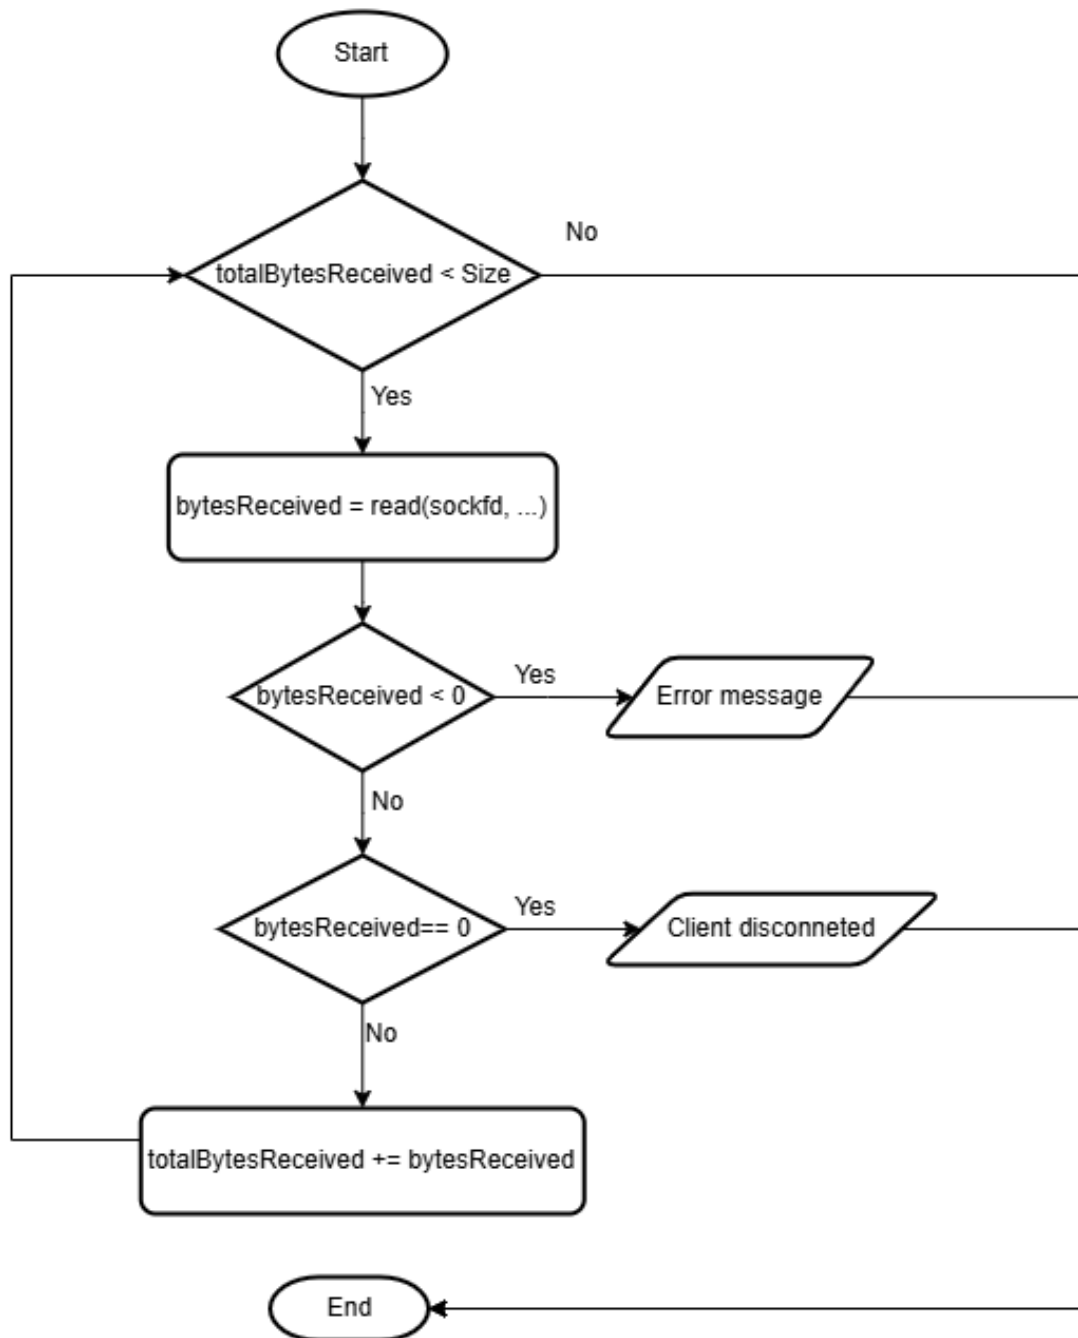 Start
No
totalBytesReceived < Size
Yes
bytesReceived = read(sockfd, ...)
Yes
bytesReceived < 0
Error message
No
Yes
bytesReceived== 0
Client disconneted
No
totalBytesReceived += bytesReceived
End